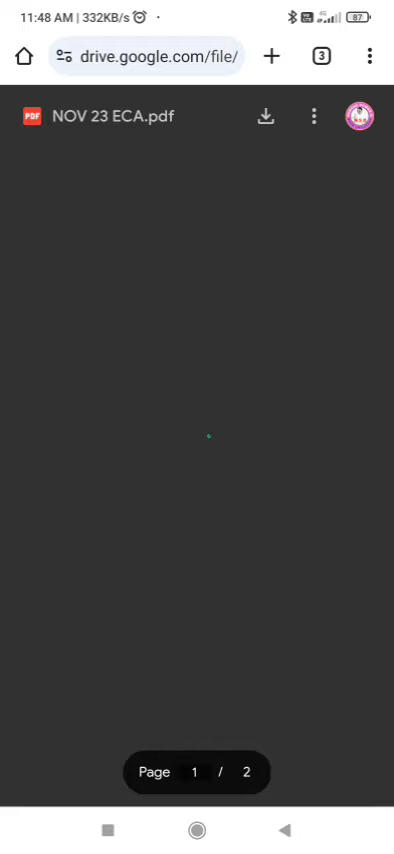 11:48 AM | 332KB/s
87
drive.google.com/file/
3
PDF NOV 23 ECA.pdf
Page 1 / 2